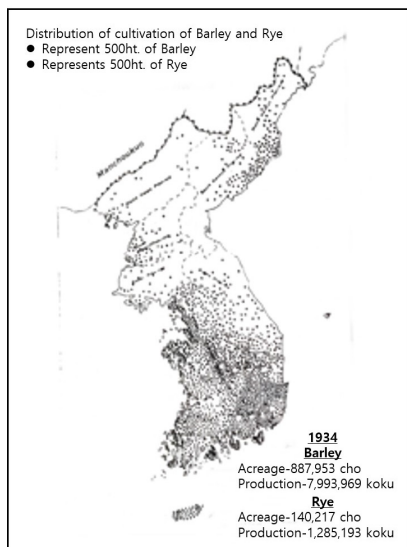 Distribution of cultivation of Barley and Rye
● Represent 500ht. of Barley
● Represents 500ht. of Rye
Manchoukuo
1934
Barley
Acreage-887,953 cho
Production-7,993,969 koku
Rye
Acreage-140,217 cho
Production-1,285,193 koku